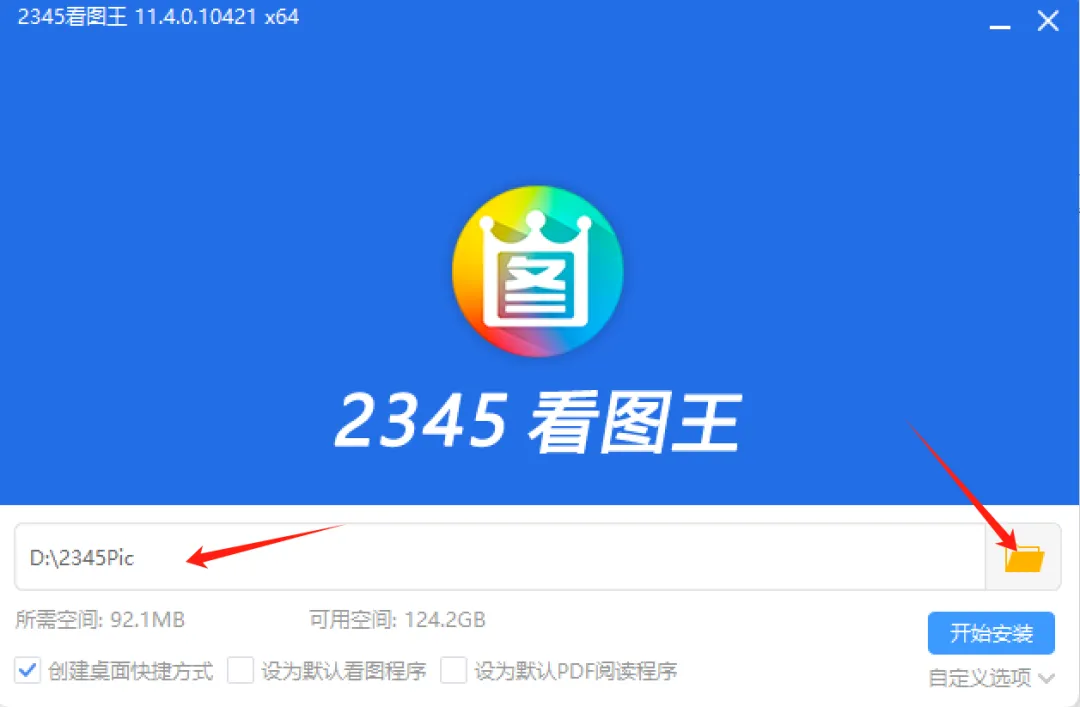 2345看图王 11.4.0.10421 x64
图
2345 看图王
D:\2345Pic
所需空间: 92.1MB 可用空间: 124.2GB
开始安装
创建桌面快捷方式 设为默认看图程序 设为默认PDF阅读程序
自定义选项